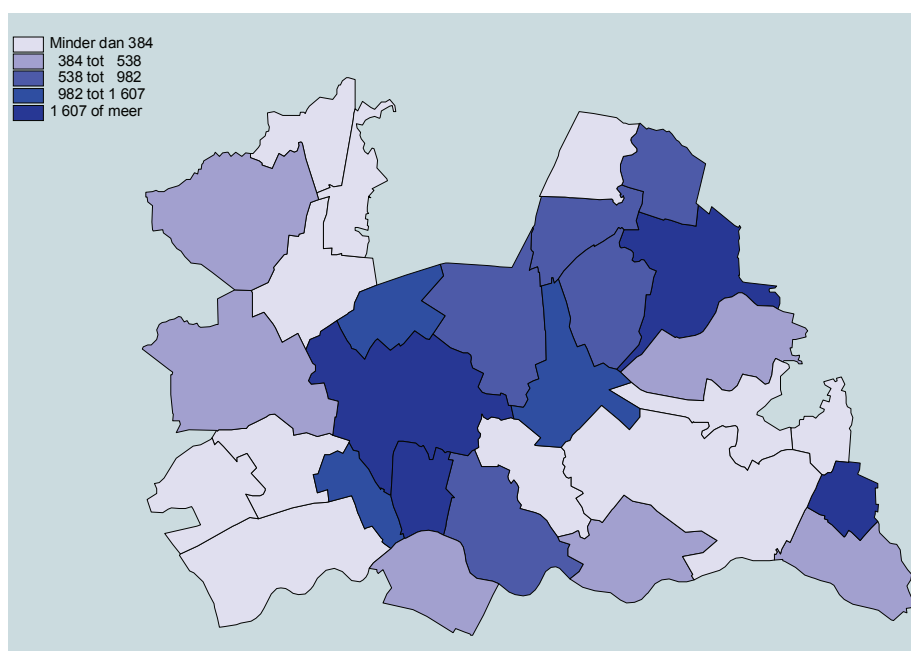 Minder dan 384
384 tot 538
538 tot 982
982 tot 1 607
1 607 of meer